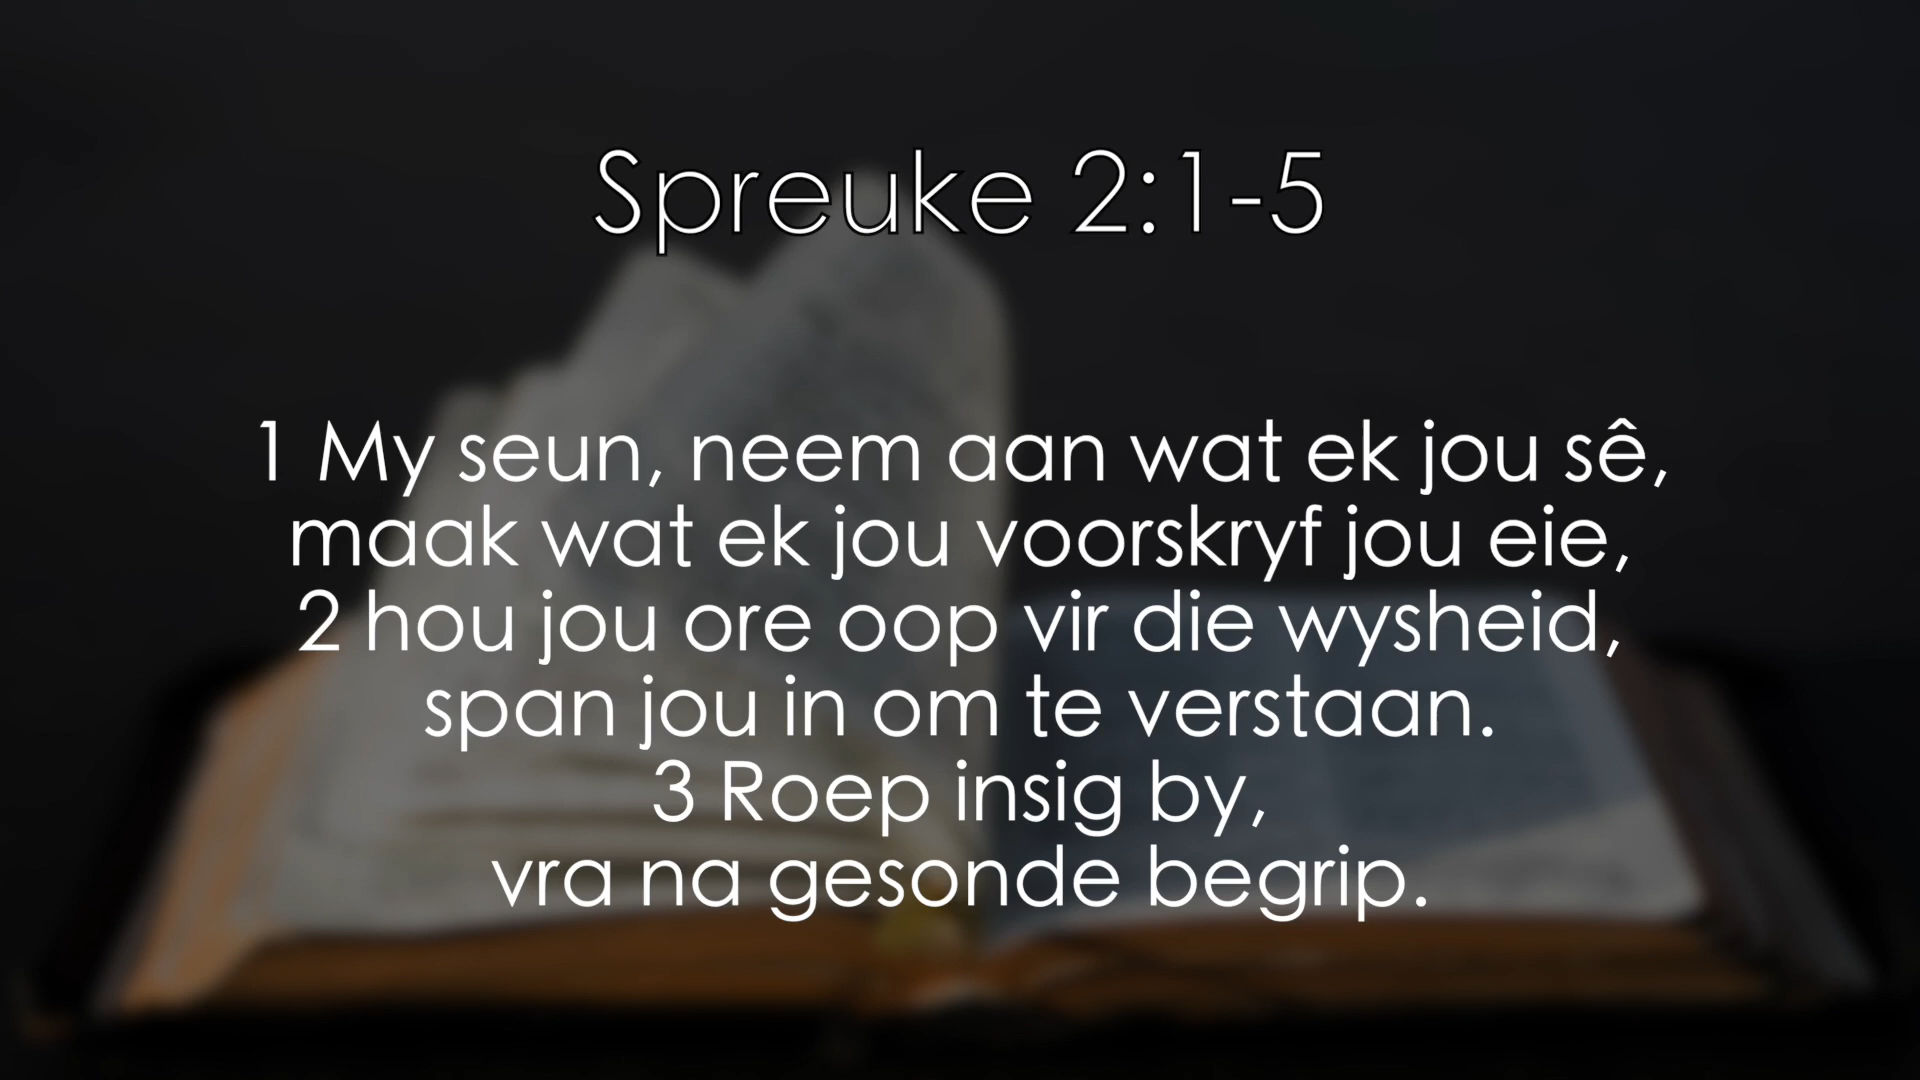 Spreuke 2:1-5
1 My seun, neem aan wat ek jou sê,
maak wat ek jou voorskryf jou eie,
2 hou jou ore oop vir die wysheid,
span jou in om te verstaan.
3 Roep insig by,
vra na gesonde begrip.